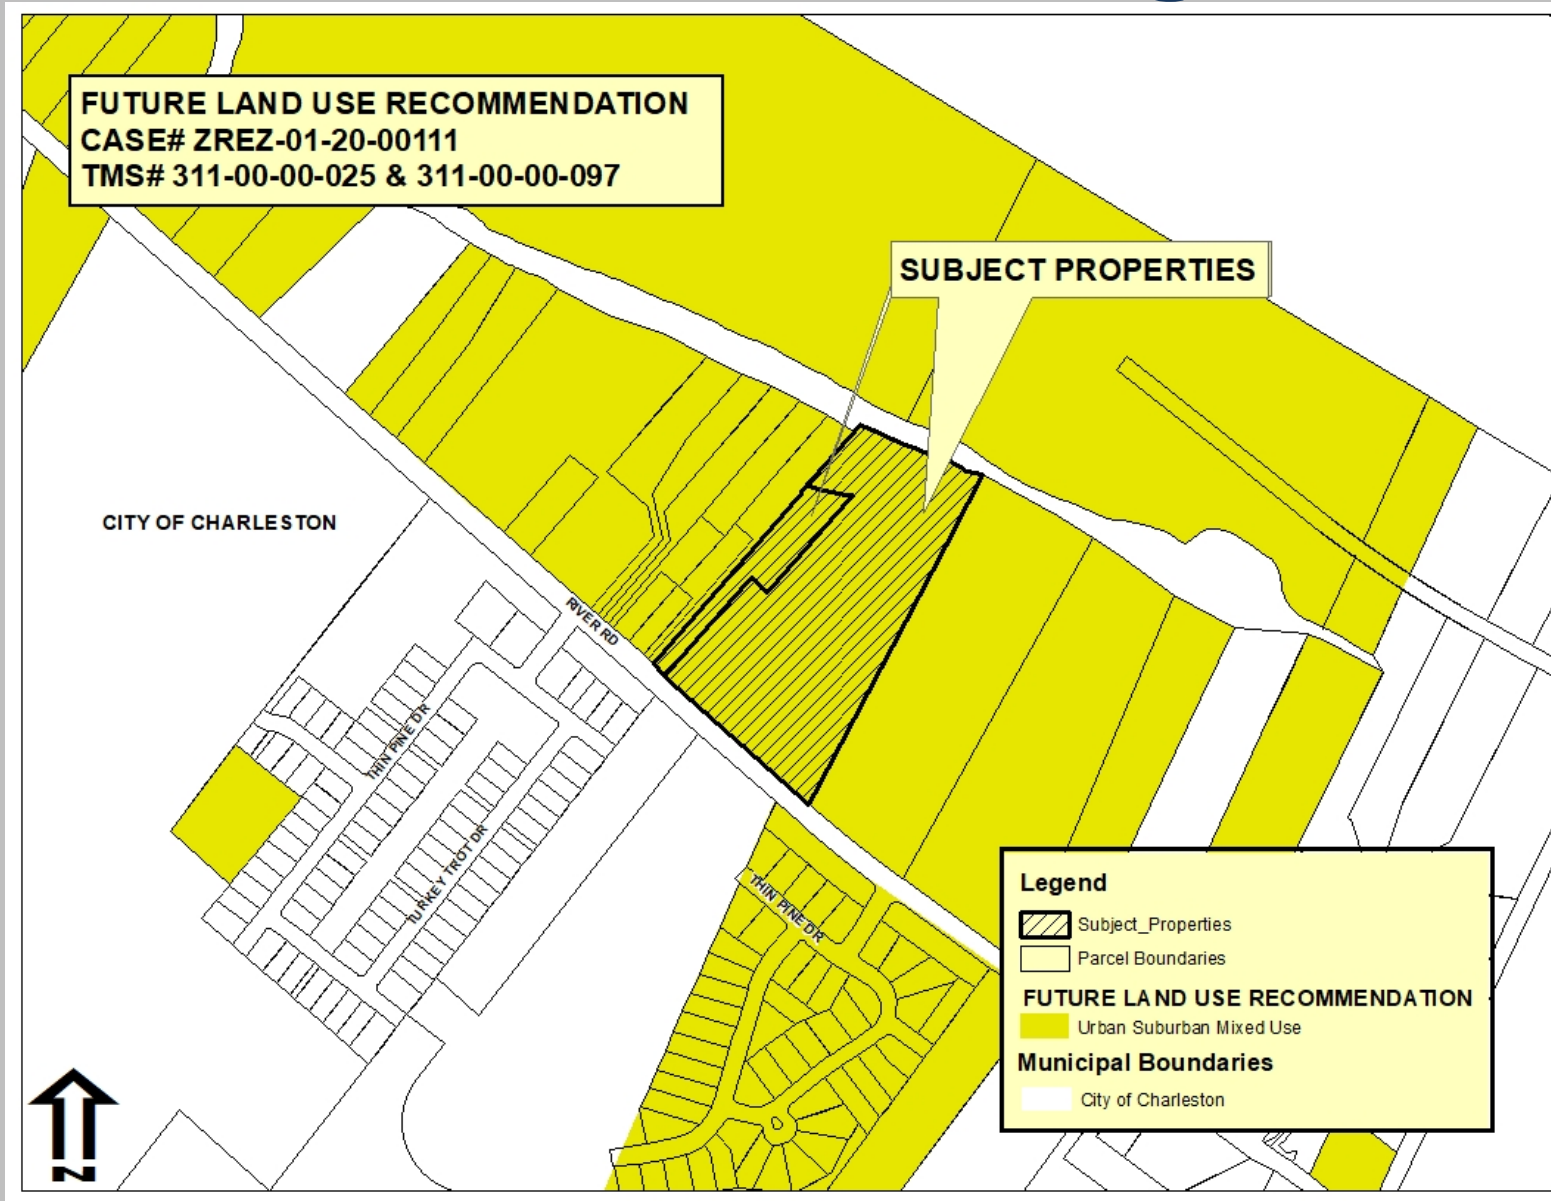 FUTURE LAND USE RECOMMENDATION
CASE# ZREZ-01-20-00111
TMS# 311-00-00-025 & 311-00-00-097
SUBJECT PROPERTIES
CITY OF CHARLESTON
RIVER RD
THIN PINE DR
TURKEY TROT DR
THIN PINE DR
Legend
Subject_Properties
Parcel Boundaries
FUTURE LAND USE RECOMMENDATION
Urban Suburban Mixed Use
Municipal Boundaries
City of Charleston
N